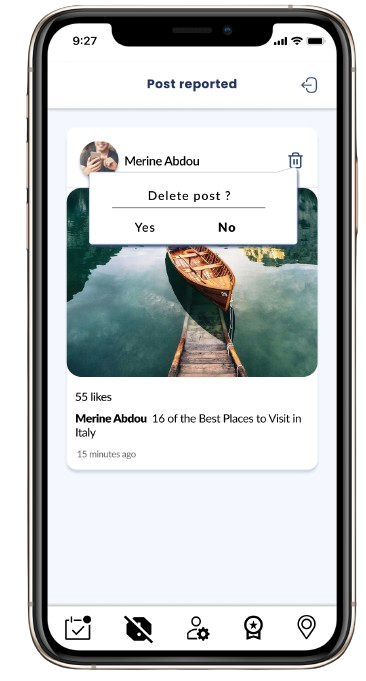 9:27
Post reported
Merine Abdou
Delete post ?
Yes No
55 likes
Merine Abdou 16 of the Best Places to Visit in
Italy
15 minutes ago